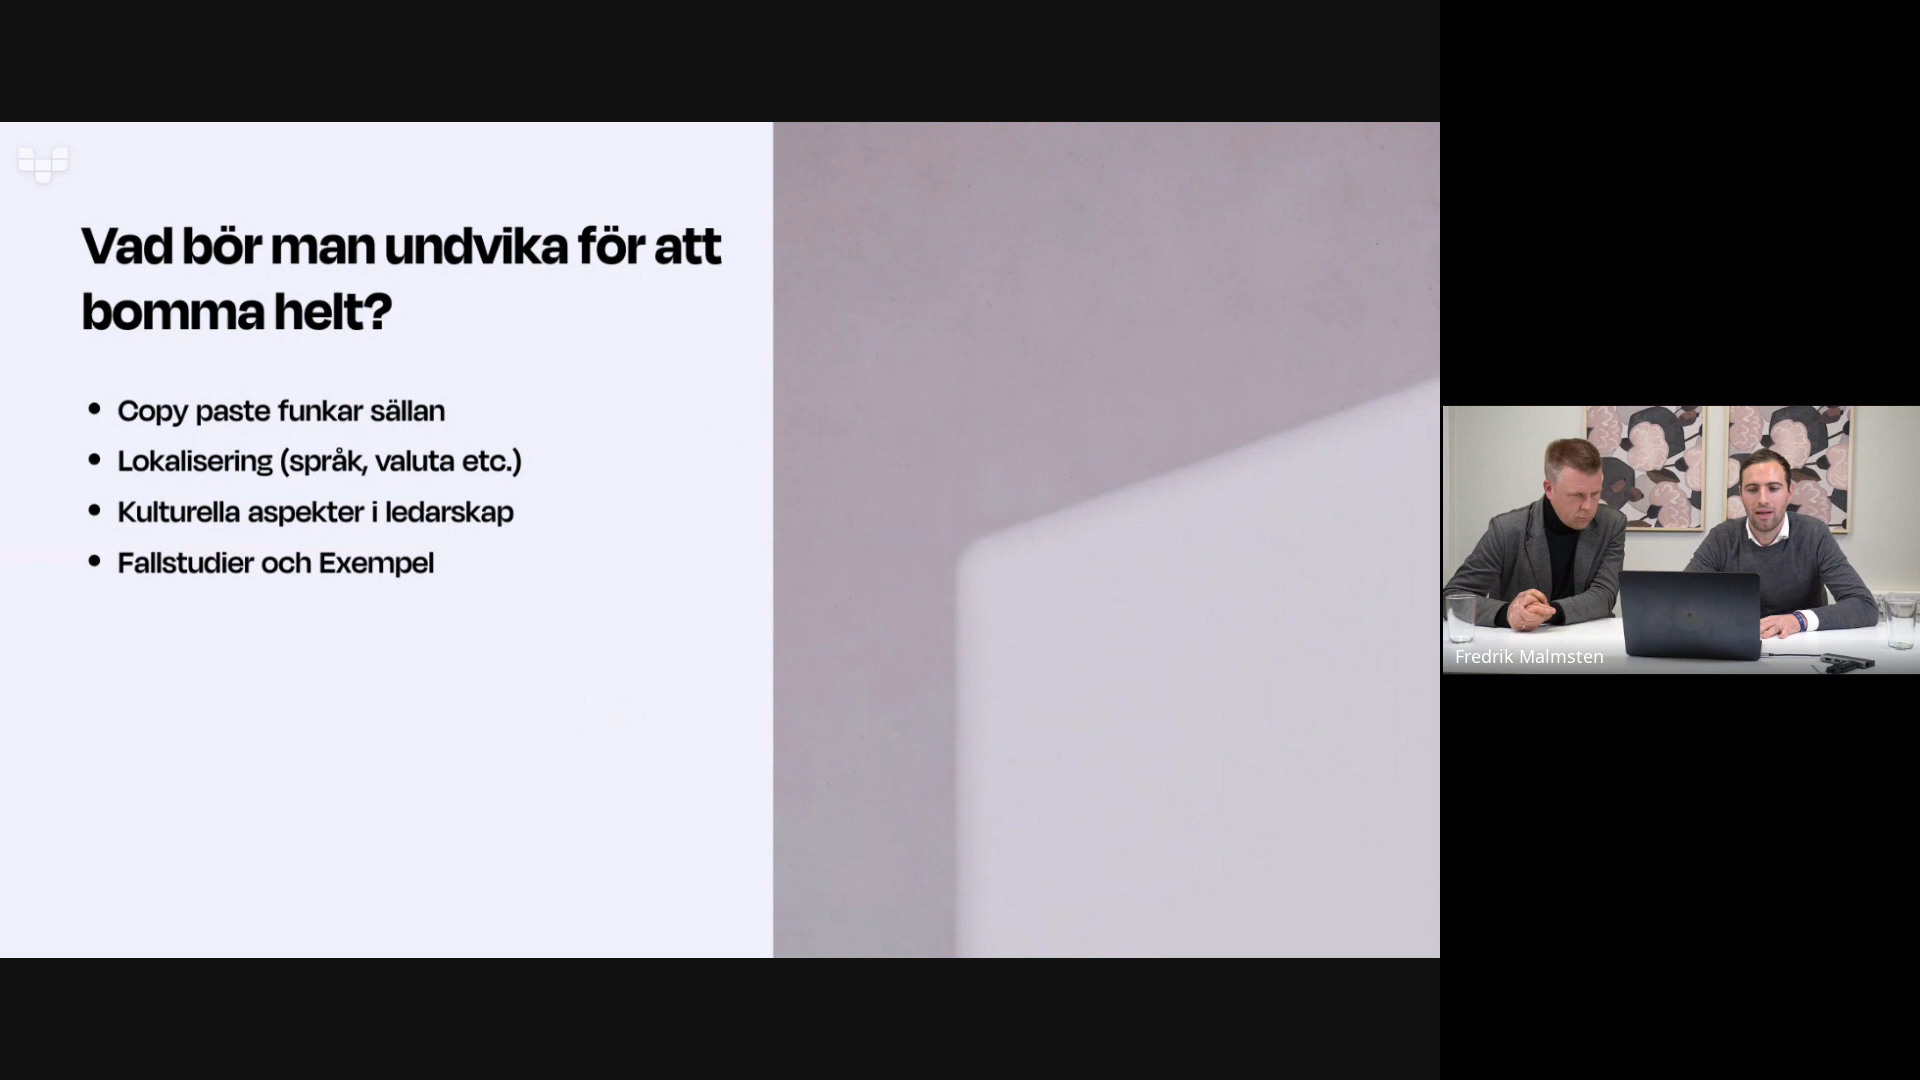 Vad bör man undvika för att
bomma helt?
• Copy paste funkar sällan
• Lokalisering (språk, valuta etc.)
• Kulturella aspekter i ledarskap
• Fallstudier och Exempel
Fredrik Malmsten